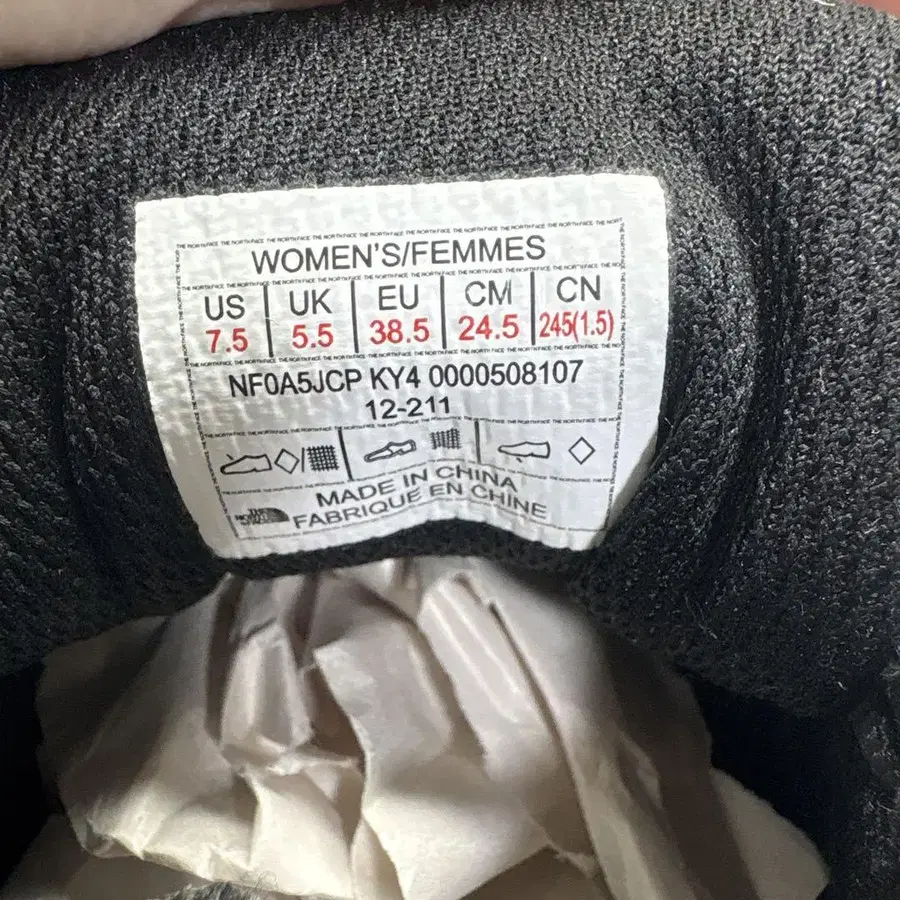 WOMEN'S/FEMMES
US UK EU CM CN
7.5 5.5 38.5 24.5 245(1.5)
NF0A5JCP KY4 0000508107
12-211
MADE IN CHINA
FABRIQUE EN CHINE